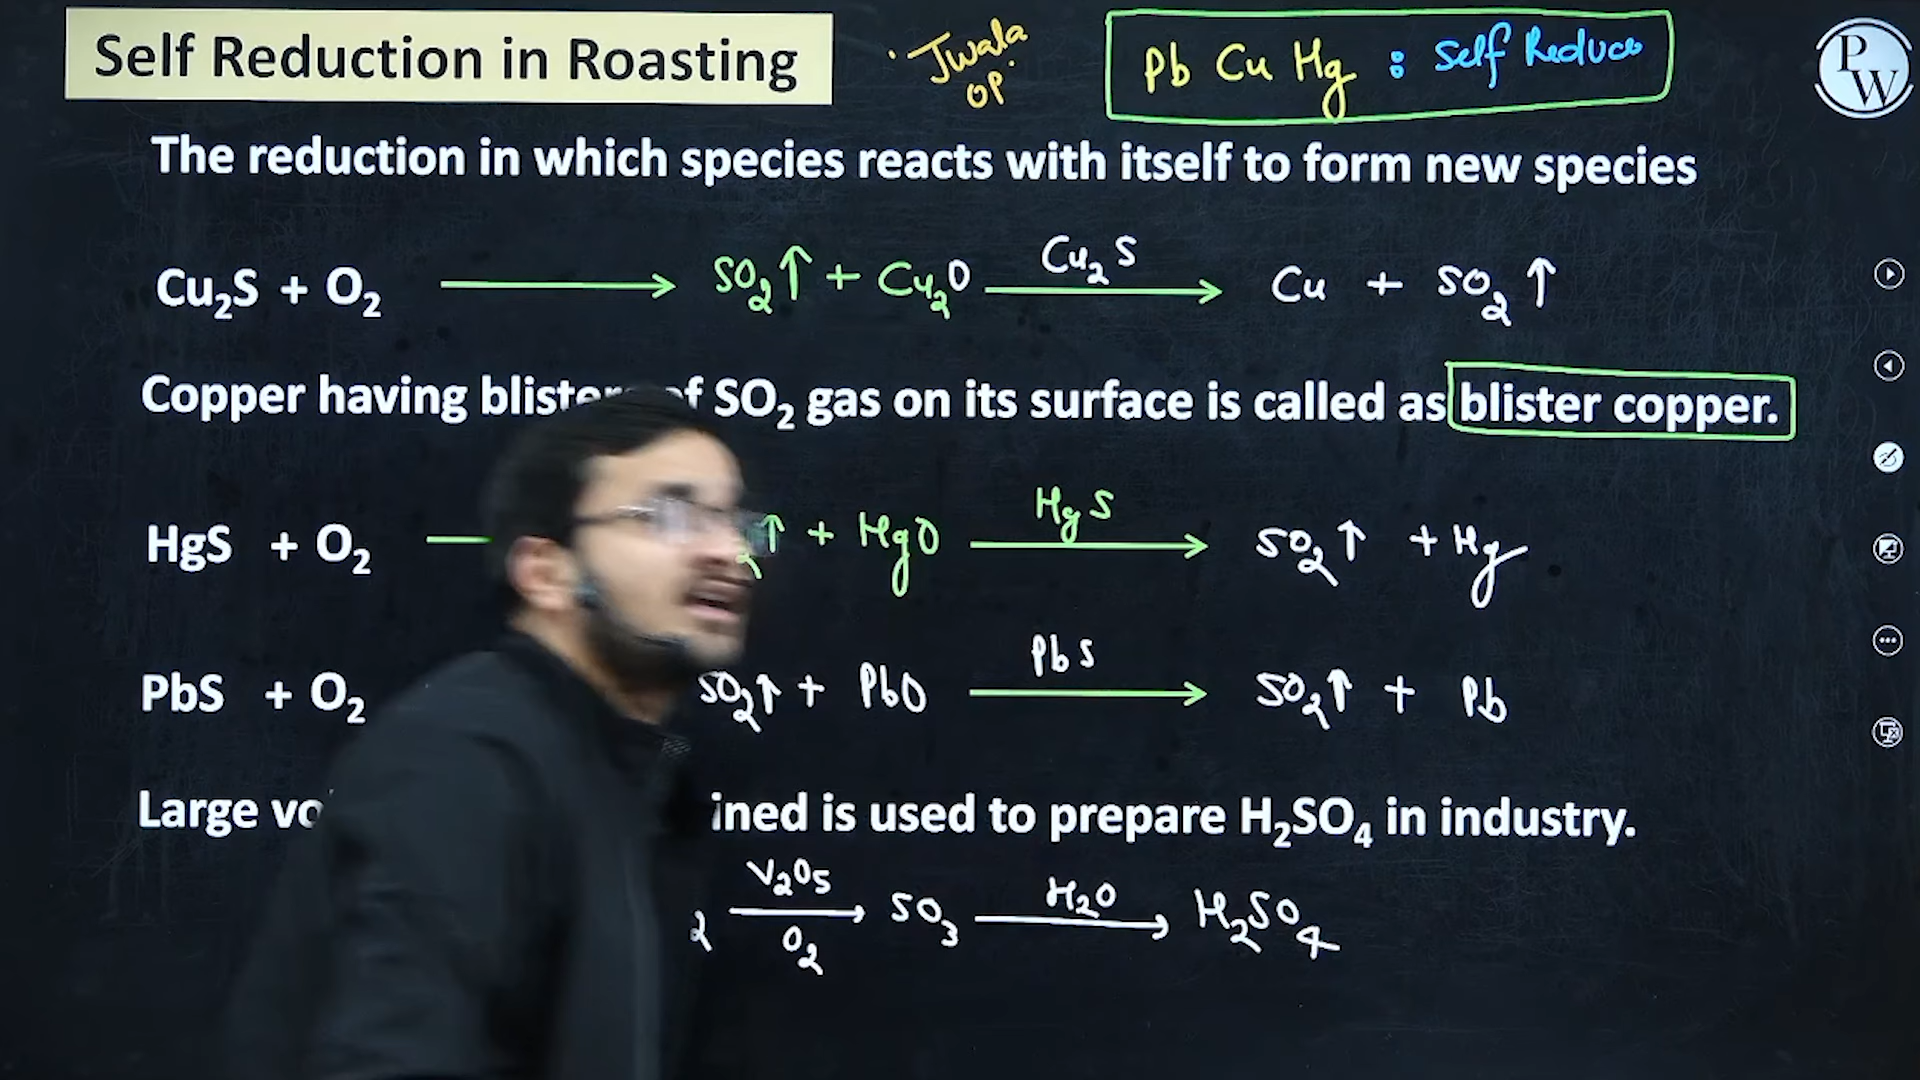 Self Reduction in Roasting
Jwala OP
Pb Cu Hg : Self Reduce
PW
The reduction in which species reacts with itself to form new species
Cu₂S + O₂ → SO₂↑ + Cu₂O Cu₂S → Cu + SO₂↑
Copper having of SO₂ gas on its surface is called as blister copper.
HgS + O₂ ↑ + HgO HgS → SO₂↑ + Hg
PbS + O₂ SO₂↑ + PbO PbS → SO₂↑ + Pb
Large is used to prepare H₂SO₄ in industry.
2 V₂O₅ → O₂ SO₃ H₂O → H₂SO₄